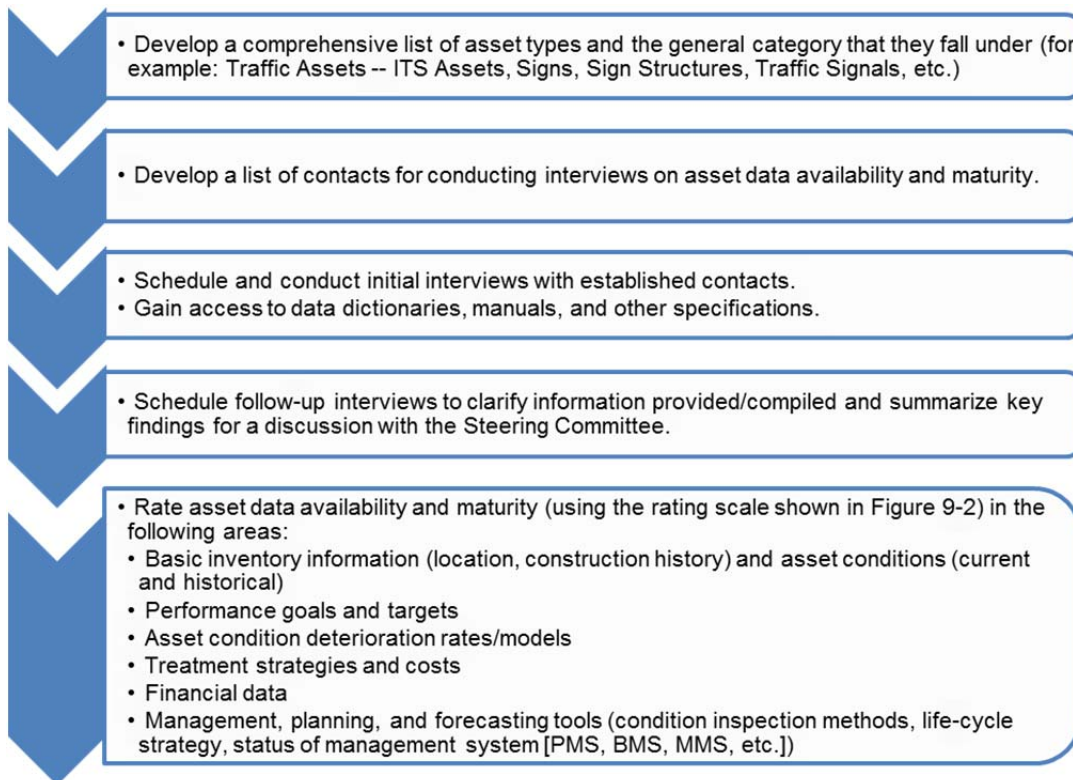 • Develop a comprehensive list of asset types and the general category that they fall under (for
example: Traffic Assets -- ITS Assets, Signs, Sign Structures, Traffic Signals, etc.)
• Develop a list of contacts for conducting interviews on asset data availability and maturity.
• Schedule and conduct initial interviews with established contacts.
• Gain access to data dictionaries, manuals, and other specifications.
• Schedule follow-up interviews to clarify information provided/compiled and summarize key
findings for a discussion with the Steering Committee.
• Rate asset data availability and maturity (using the rating scale shown in Figure 9-2) in the
following areas:
• Basic inventory information (location, construction history) and asset conditions (current
and historical)
• Performance goals and targets
• Asset condition deterioration rates/models
• Treatment strategies and costs
• Financial data
• Management, planning, and forecasting tools (condition inspection methods, life-cycle
strategy, status of management system [PMS, BMS, MMS, etc.])